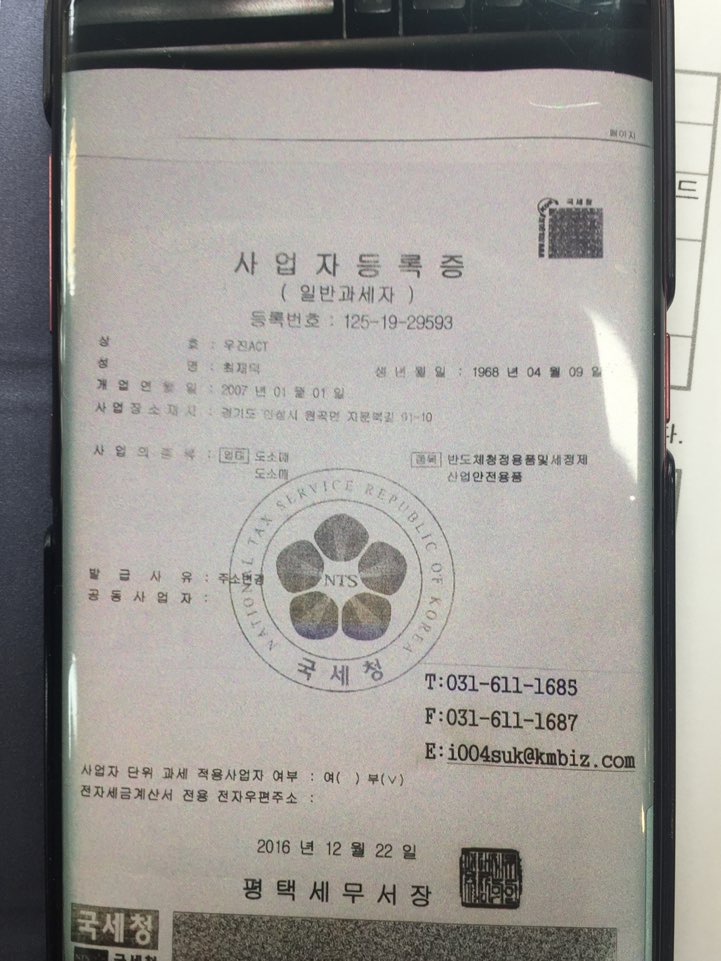 페이지
국세청
사업자등록증
( 일반과세자 )
등록번호 : 125-19-29593
상 호 : 우진ACT
성 명 : 최재덕 생년월일 : 1968 년 04 월 09 일
개업연월일 : 2007 년 01 월 01 일
사업장소재지 : 경기도 안성시 원곡면 지문북길 91-10
사업의종류 : 업태 도소매 종목 반도체청정용품및세정제
도소매 산업안전용품
NATIONAL TAX SERVICE REPUBLIC OF KOREA
발급사유 : 주소변경
NTS
공동사업자 :
국세청
T:031-611-1685
F:031-611-1687
E:i004suk@kmbiz.com
사업자 단위 과세 적용사업자 여부 : 여( ) 부(∨)
전자세금계산서 전용 전자우편주소 :
2016 년 12 월 22 일
평택세무서장
국세청
국세청
드
다.